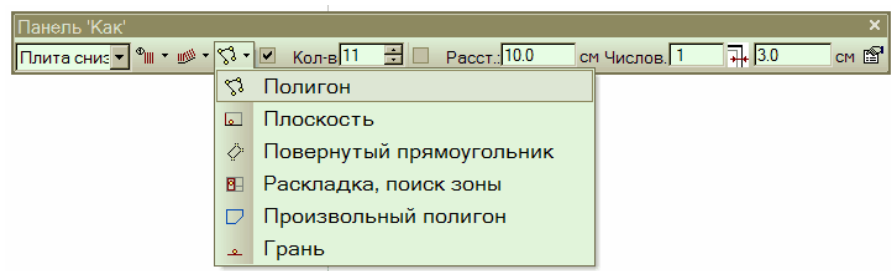 Панель 'Как'
Плита сниз Кол-в 11 Расст.: 10.0 см Числов. 1 3.0 см
Полигон
Плоскость
Повернутый прямоугольник
Раскладка, поиск зоны
Произвольный полигон
Грань